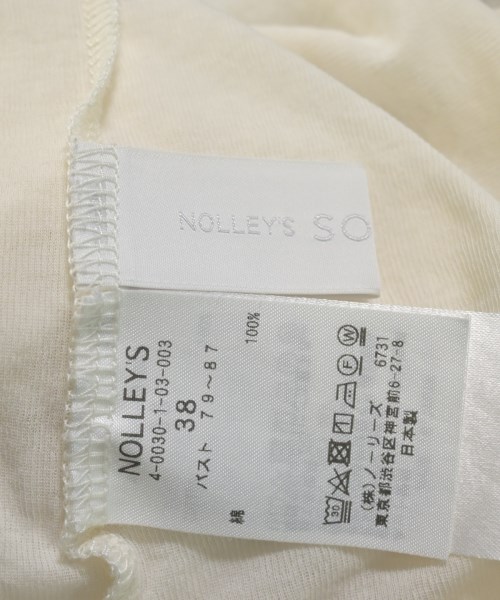 NOLLEY'S SO
NOLLEY'S
4-0030-1-03-003
38
バスト 79～87
綿 100%
30
F W
6731
(株)ノーリーズ
東京都渋谷区神宮前6-27-8
日本製